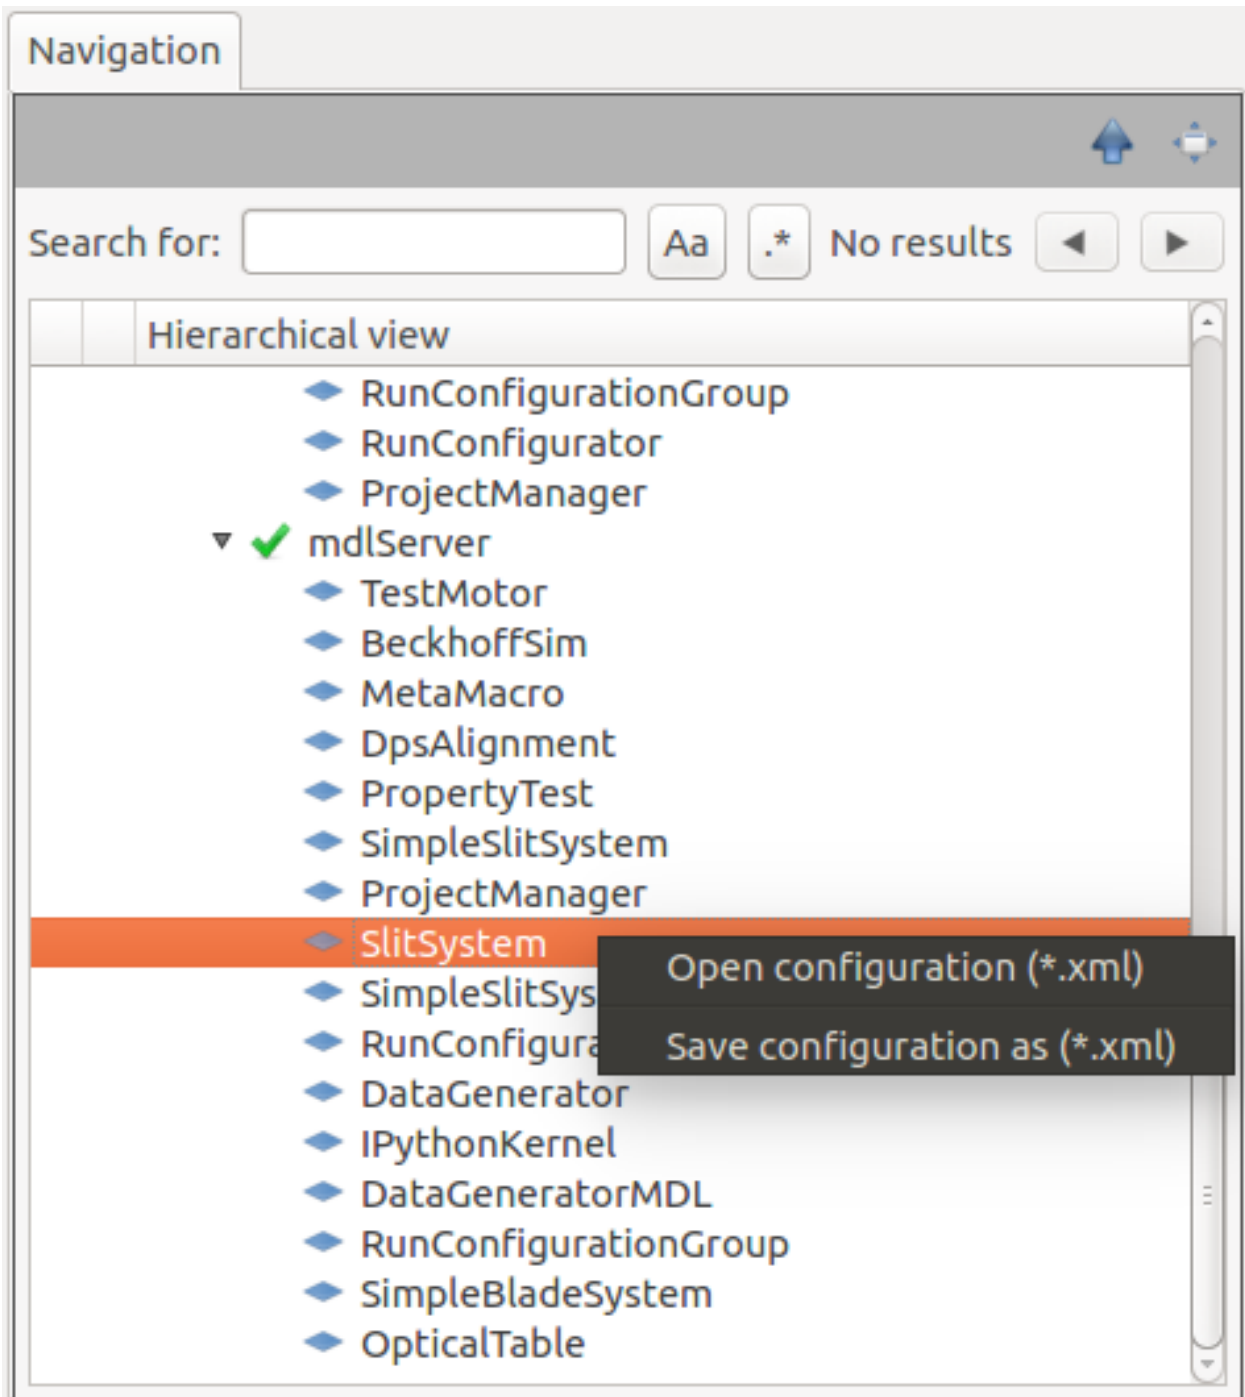 Navigation
Search for: Aa .* No results
Hierarchical view
RunConfigurationGroup
RunConfigurator
ProjectManager
mdlServer
TestMotor
BeckhoffSim
MetaMacro
DpsAlignment
PropertyTest
SimpleSlitSystem
ProjectManager
SlitSystem
Open configuration (*.xml)
SimpleSlitSys
RunConfigura
Save configuration as (*.xml)
DataGenerator
IPythonKernel
DataGeneratorMDL
RunConfigurationGroup
SimpleBladeSystem
OpticalTable